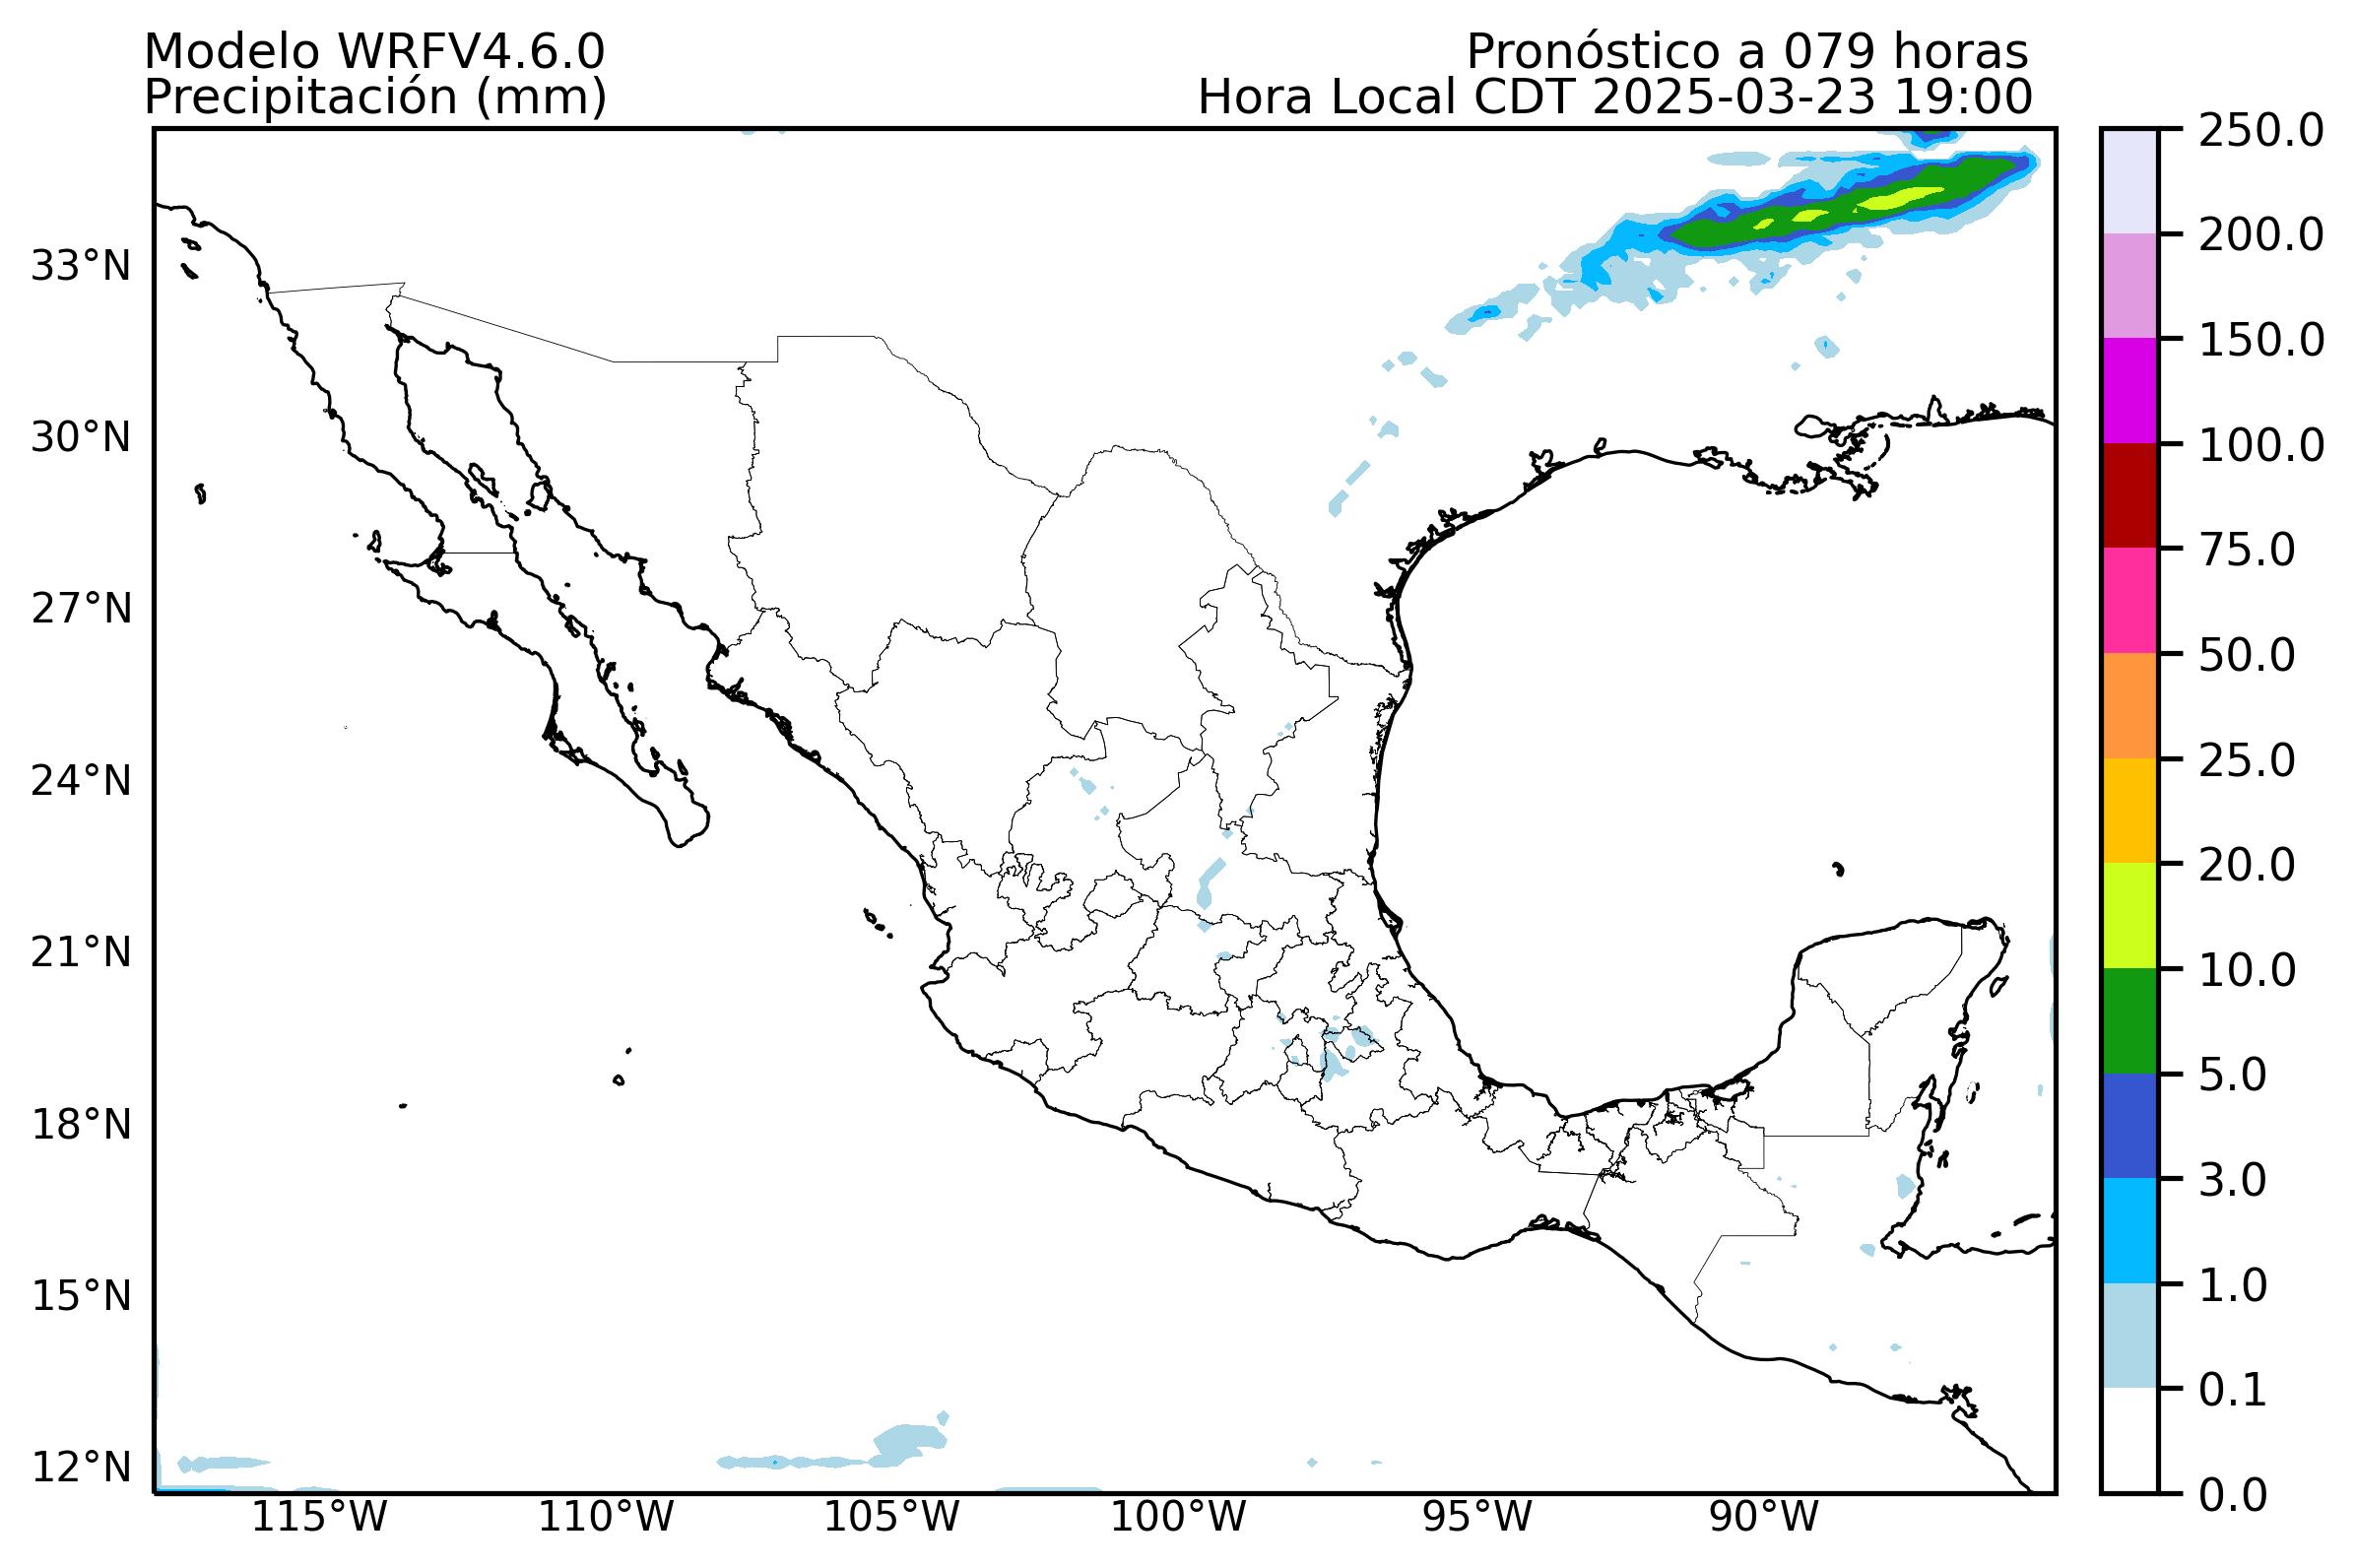 Modelo WRFV4.6.0
Precipitación (mm)
Pronóstico a 079 horas
Hora Local CDT 2025-03-23 19:00
33°N
30°N
27°N
24°N
21°N
18°N
15°N
12°N
115°W
110°W
105°W
100°W
95°W
90°W
250.0
200.0
150.0
100.0
75.0
50.0
25.0
20.0
10.0
5.0
3.0
1.0
0.1
0.0